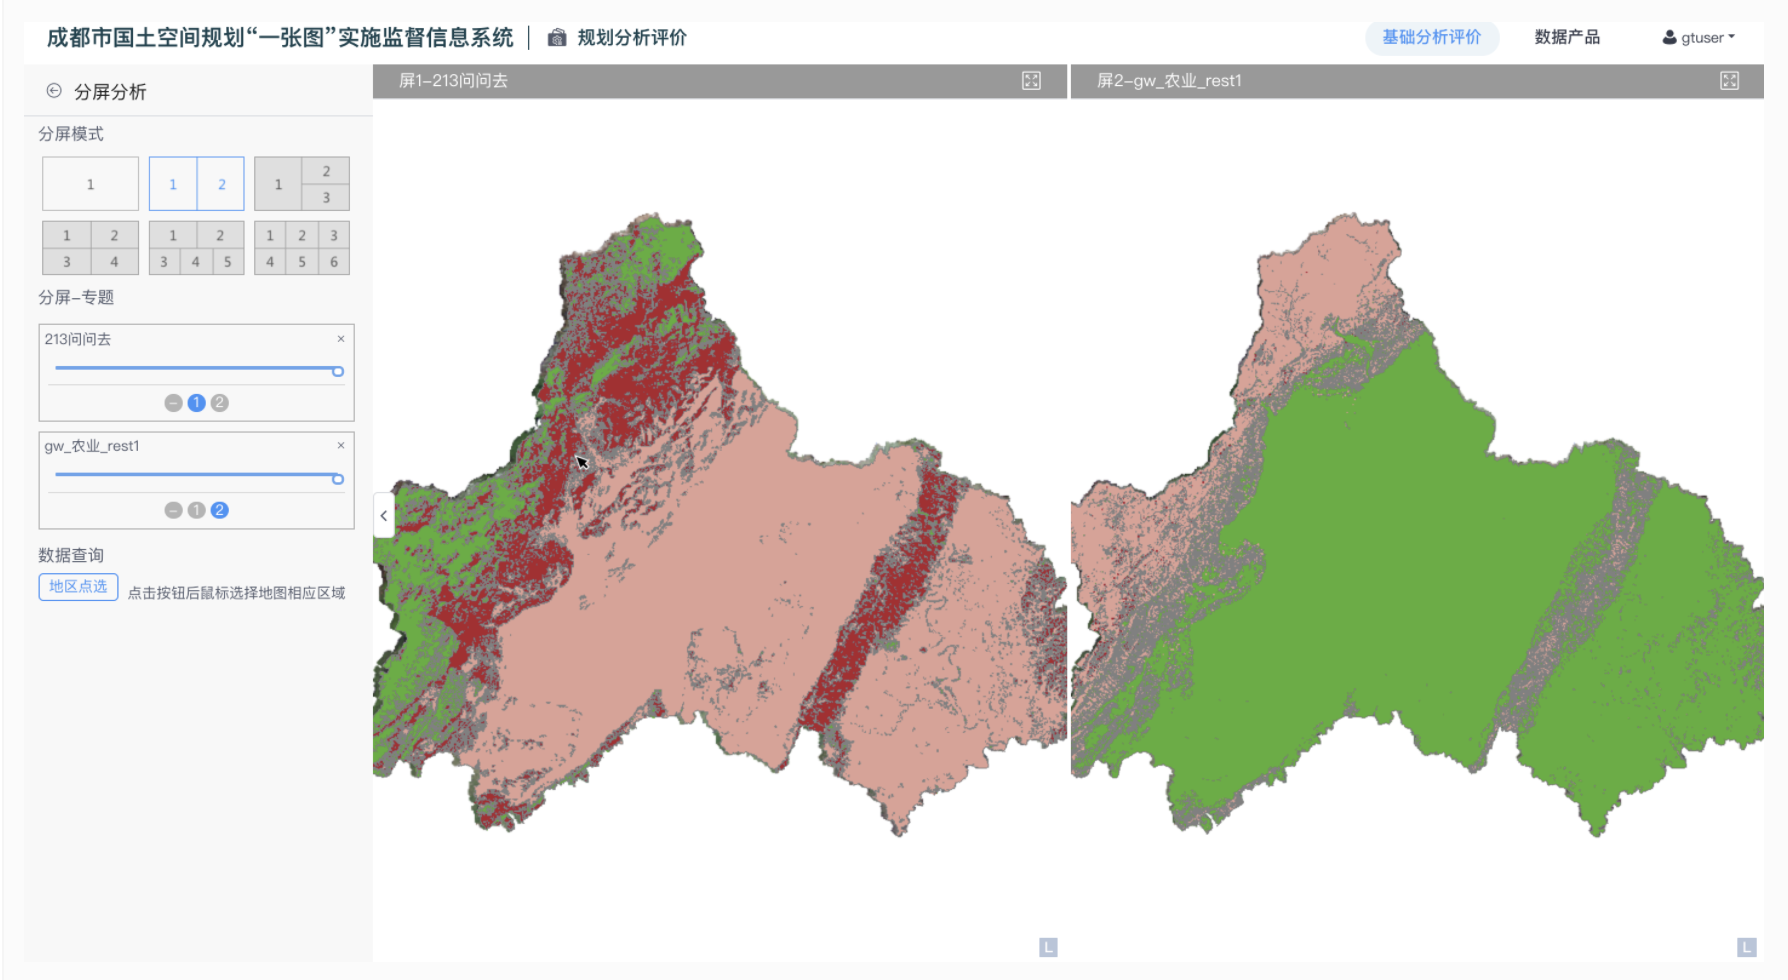 成都市国土空间规划“一张图”实施监督信息系统 规划分析评价 基础分析评价 数据产品 gtuser
分屏分析
分屏模式
1
1 2
1 2 3
1 2 3 4
1 2 3 4 5
1 2 3 4 5 6
分屏-专题
213问问去 ×
- 1 2
gw_农业_rest1 ×
- 1 2
数据查询
地区点选 点击按钮后鼠标选择地图相应区域
屏1-213问问去
L
屏2-gw_农业_rest1
L